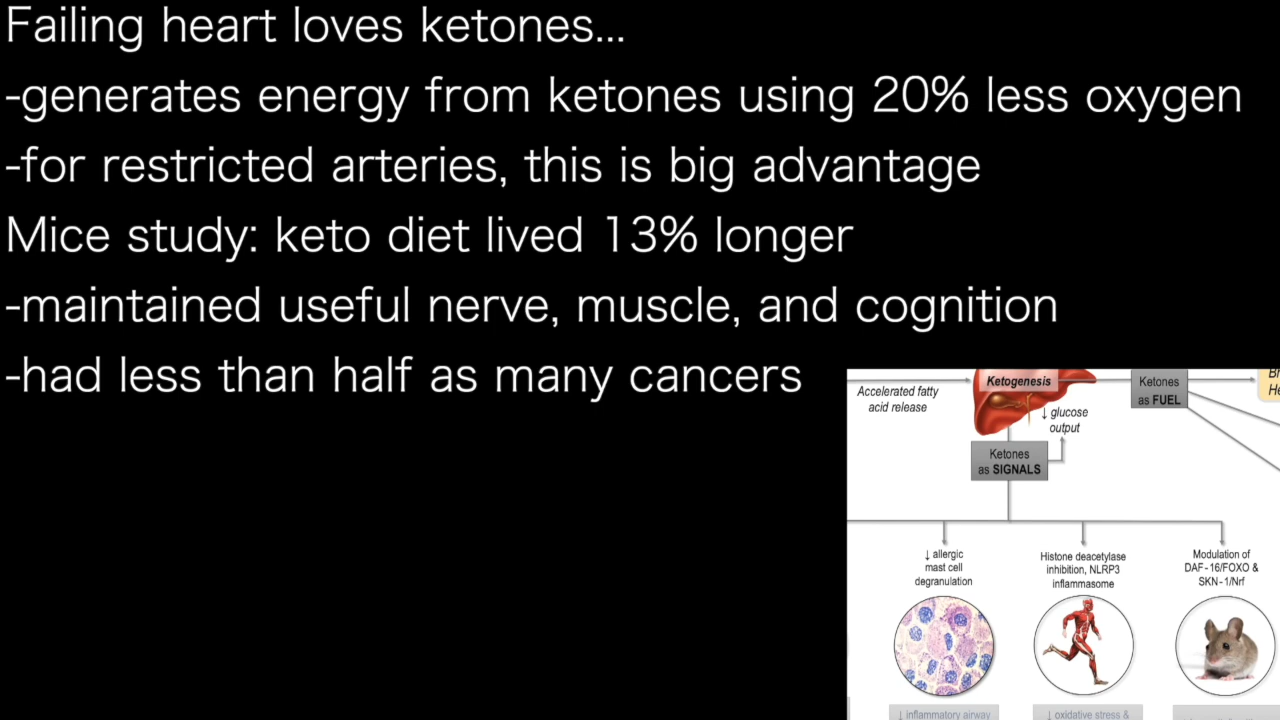 Failing heart loves ketones...
-generates energy from ketones using 20% less oxygen
-for restricted arteries, this is big advantage
Mice study: keto diet lived 13% longer
-maintained useful nerve, muscle, and cognition
-had less than half as many cancers
Accelerated fatty
acid release
Ketogenesis
↓ glucose
output
Ketones
as FUEL
Ketones
as SIGNALS
↓ allergic
mast cell
degranulation
Histone deacetylase
inhibition, NLRP3
inflammasome
Modulation of
DAF-16/FOXO &
SKN-1/Nrf
↓ inflammatory airway
↓ oxidative stress &